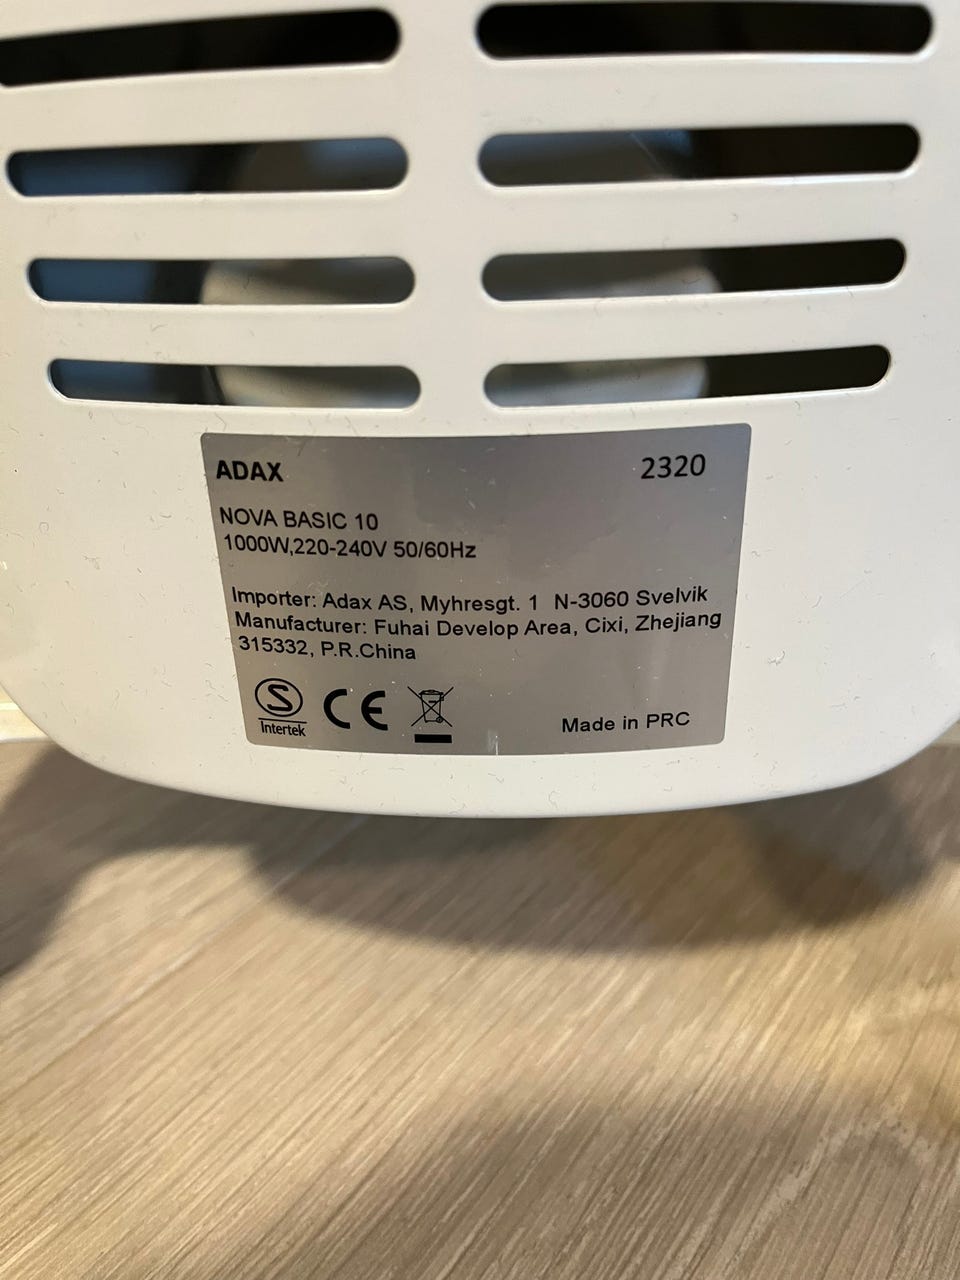 ADAX 2320
NOVA BASIC 10
1000W,220-240V 50/60Hz
Importer: Adax AS, Myhresgt. 1 N-3060 Svelvik
Manufacturer: Fuhai Develop Area, Cixi, Zhejiang
315332, P.R.China
S
Intertek
CE
Made in PRC